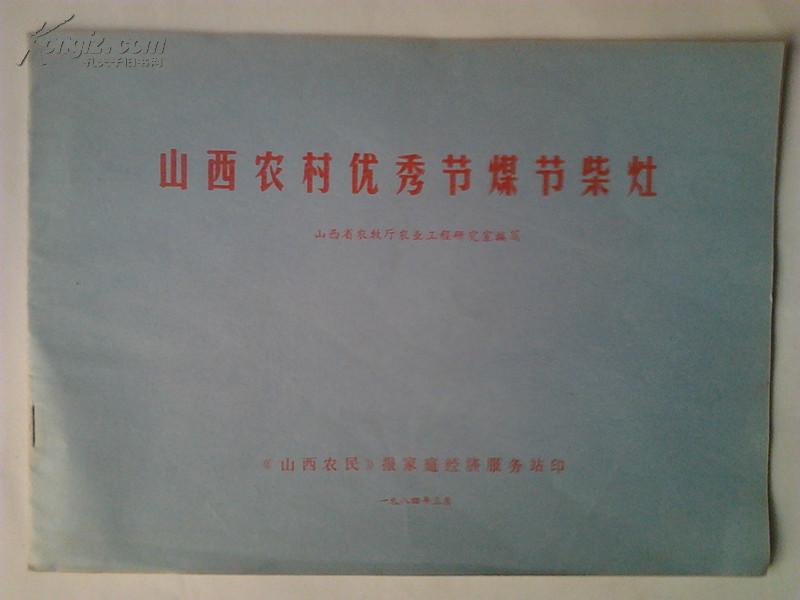 Kongfz.com
孔夫子旧书网
山西农村优秀节煤节柴灶
山西省农牧厅农业工程研究室编写
《山西农民》报家庭经济服务站印
一九八四年三月